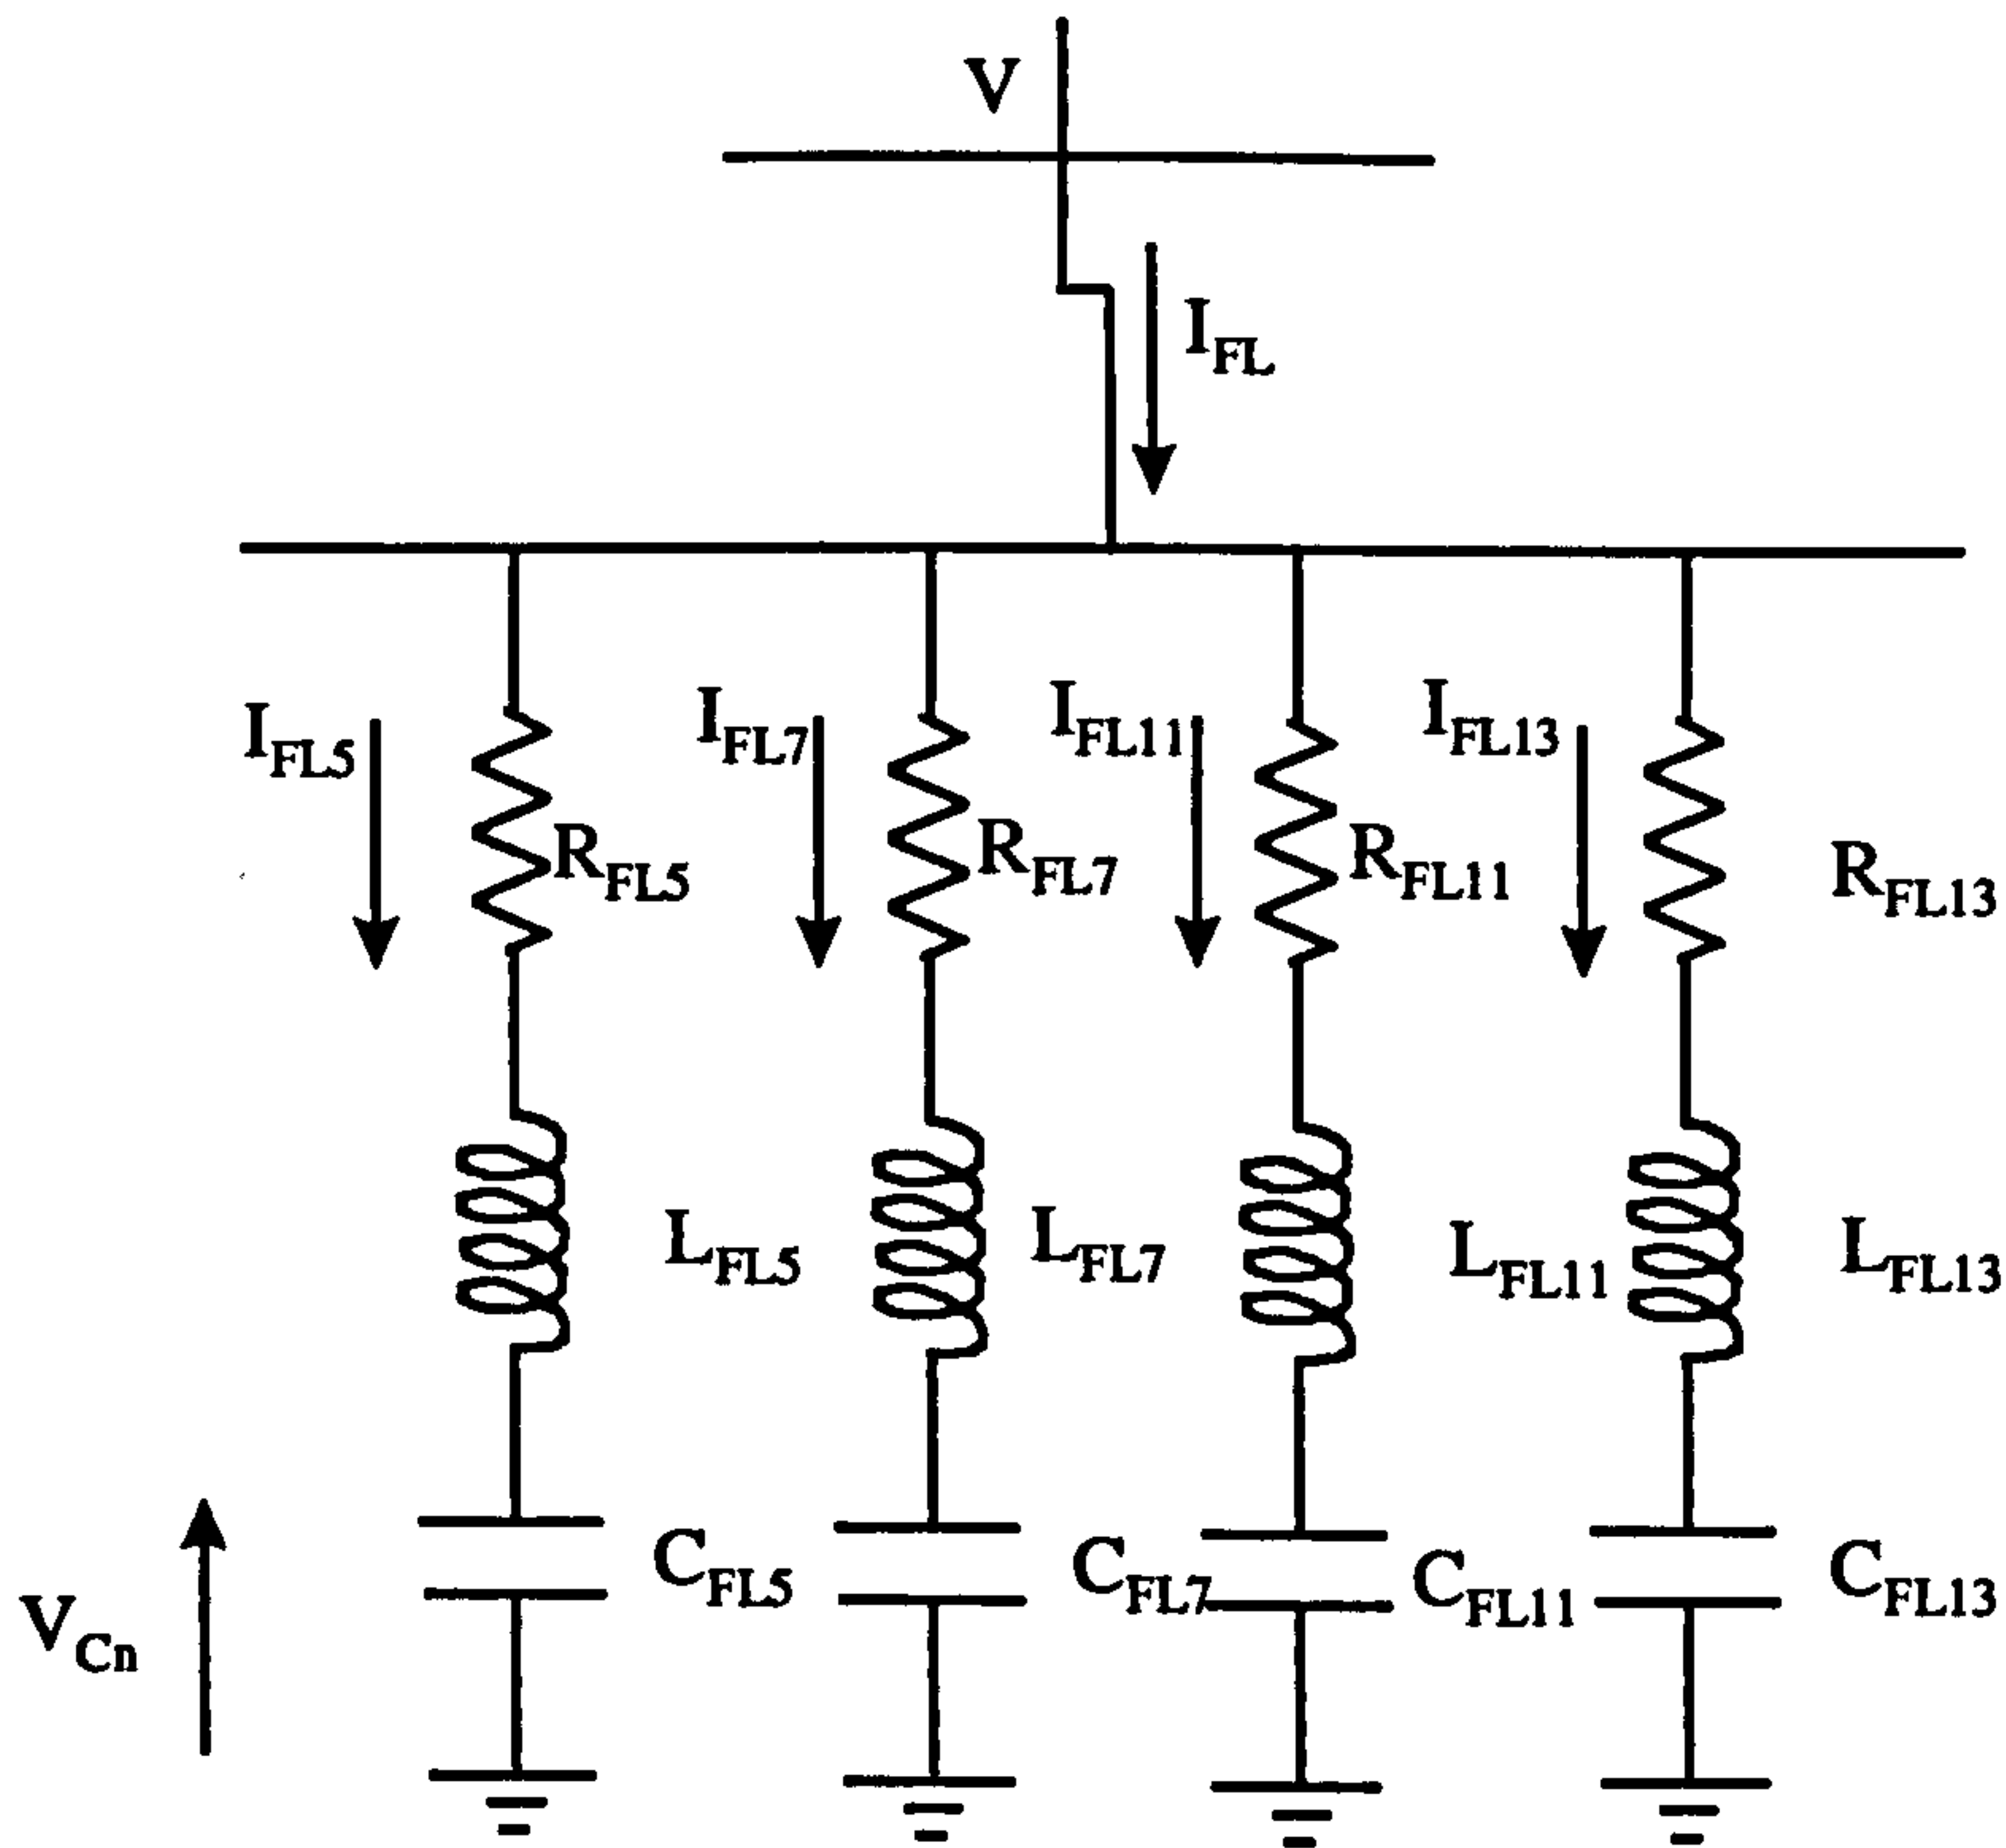 V
I_FL
I_FL5
I_FL7
I_FL11
I_FL13
R_FL5
R_FL7
R_FL11
R_FL13
L_FL5
L_FL7
L_FL11
L_FL13
C_FL5
C_FL7
C_FL11
C_FL13
V_Cn